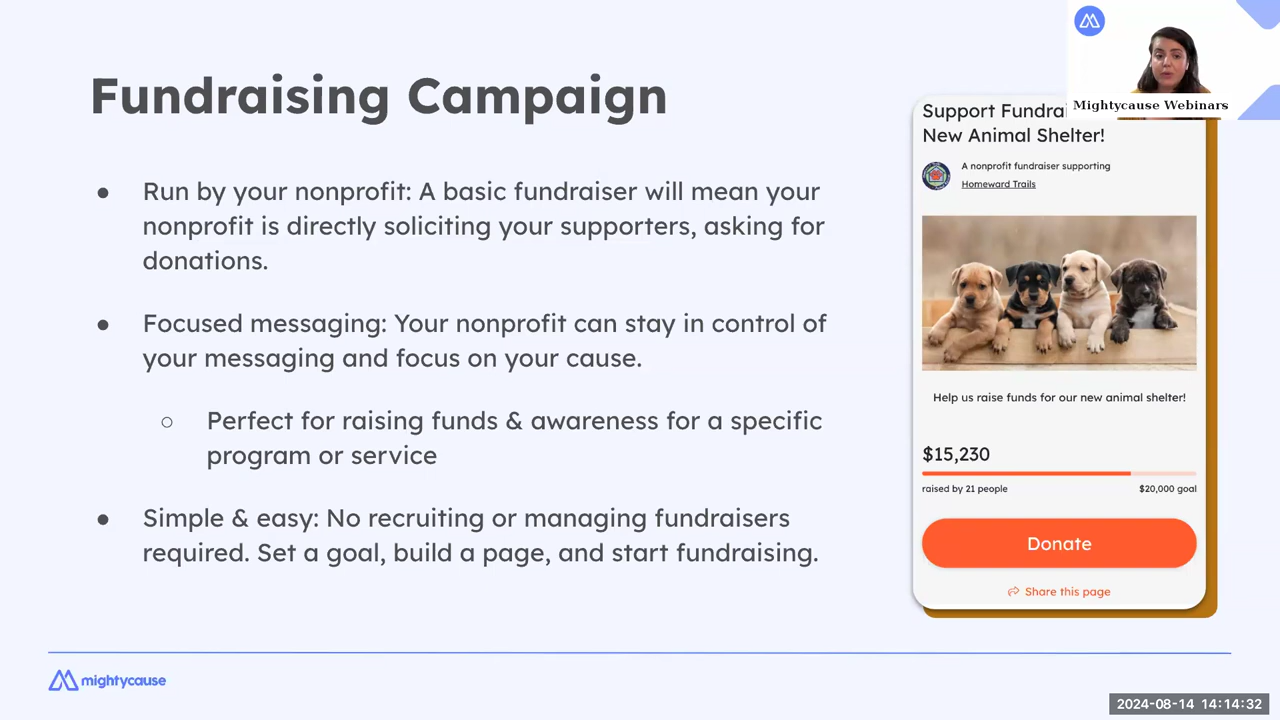 Fundraising Campaign
● Run by your nonprofit: A basic fundraiser will mean your
nonprofit is directly soliciting your supporters, asking for
donations.
● Focused messaging: Your nonprofit can stay in control of
your messaging and focus on your cause.
○ Perfect for raising funds & awareness for a specific
program or service
● Simple & easy: No recruiting or managing fundraisers
required. Set a goal, build a page, and start fundraising.
Mightycause Webinars
Support Fundrai
New Animal Shelter!
A nonprofit fundraiser supporting
Homeward Trails
Help us raise funds for our new animal shelter!
$15,230
raised by 21 people $20,000 goal
Donate
Share this page
mightycause
2024-08-14 14:14:32